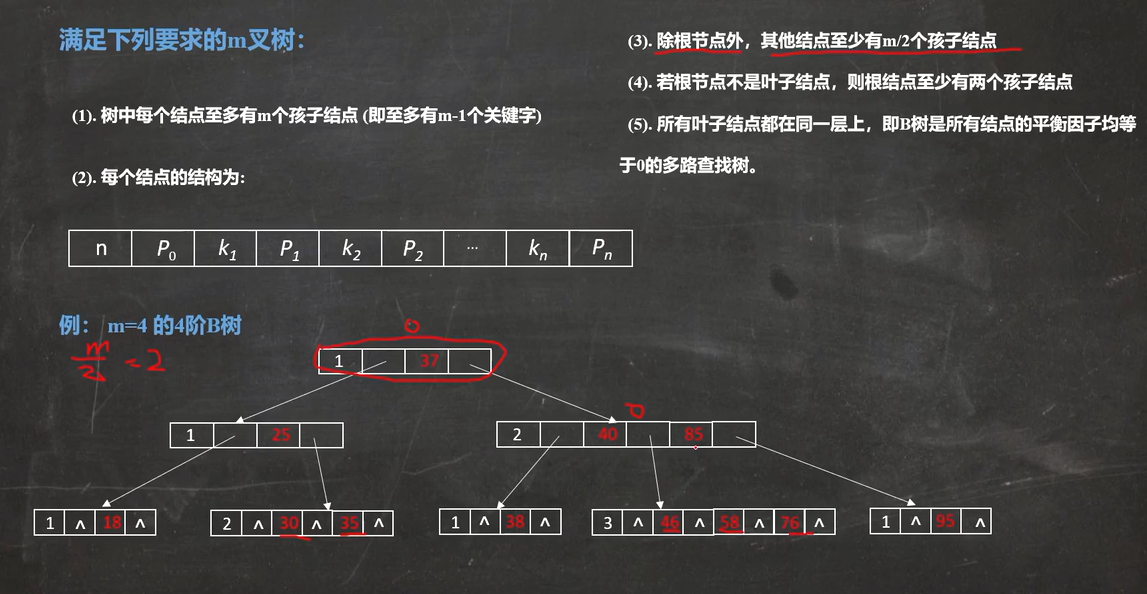 满足下列要求的m叉树：
(1). 树中每个结点至多有m个孩子结点 (即至多有m-1个关键字)
(2). 每个结点的结构为:
n P0 k1 P1 k2 P2 ··· kn Pn
(3). 除根节点外，其他结点至少有m/2个孩子结点
(4). 若根节点不是叶子结点，则根结点至少有两个孩子结点
(5). 所有叶子结点都在同一层上，即B树是所有结点的平衡因子均等
于0的多路查找树。
例： m=4 的4阶B树
m/2 = 2
0
1 37
0
1 25
2 40 85
1 ∧ 18 ∧
2 ∧ 30 ∧ 35 ∧
1 ∧ 38 ∧
3 ∧ 46 ∧ 58 ∧ 76 ∧
1 ∧ 95 ∧